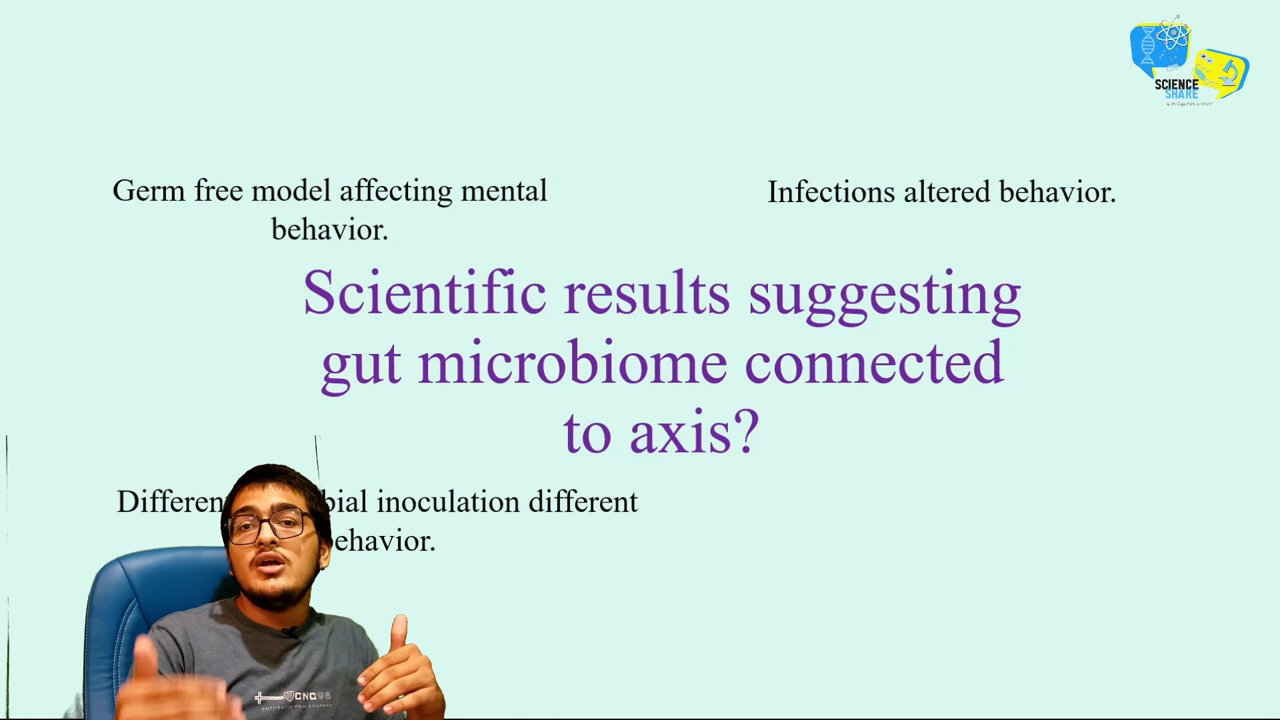 SCIENCE
SHARE
Germ free model affecting mental
behavior.
Infections altered behavior.
Scientific results suggesting
gut microbiome connected
to axis?
bial inoculation different
ehavior.
CNC